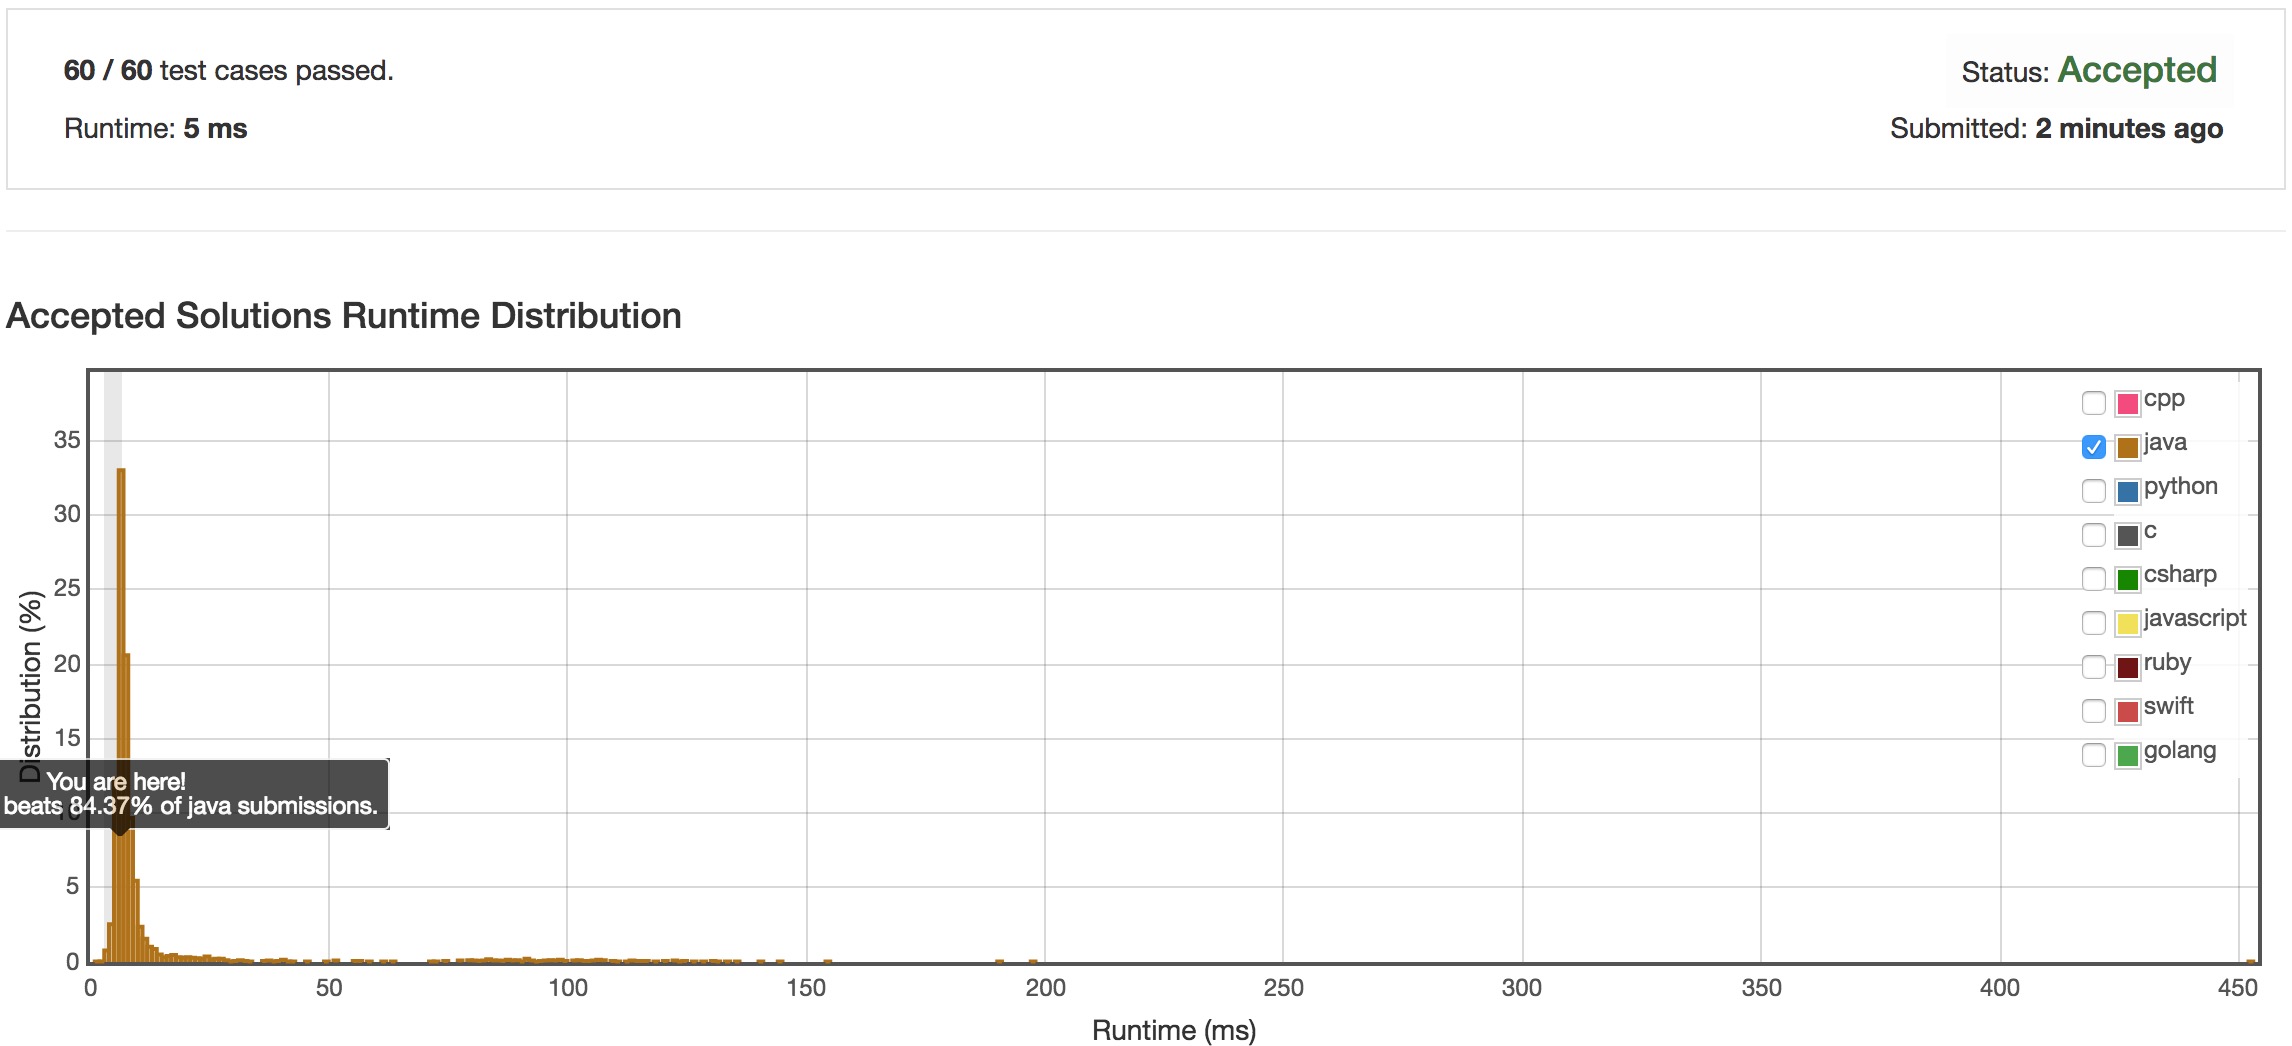 60 / 60 test cases passed.
Status: Accepted
Runtime: 5 ms
Submitted: 2 minutes ago
Accepted Solutions Runtime Distribution
cpp
java
python
c
csharp
javascript
ruby
swift
golang
35
30
25
20
15
10
5
0
Distribution (%)
You are here!
beats 84.37% of java submissions.
0 50 100 150 200 250 300 350 400 450
Runtime (ms)